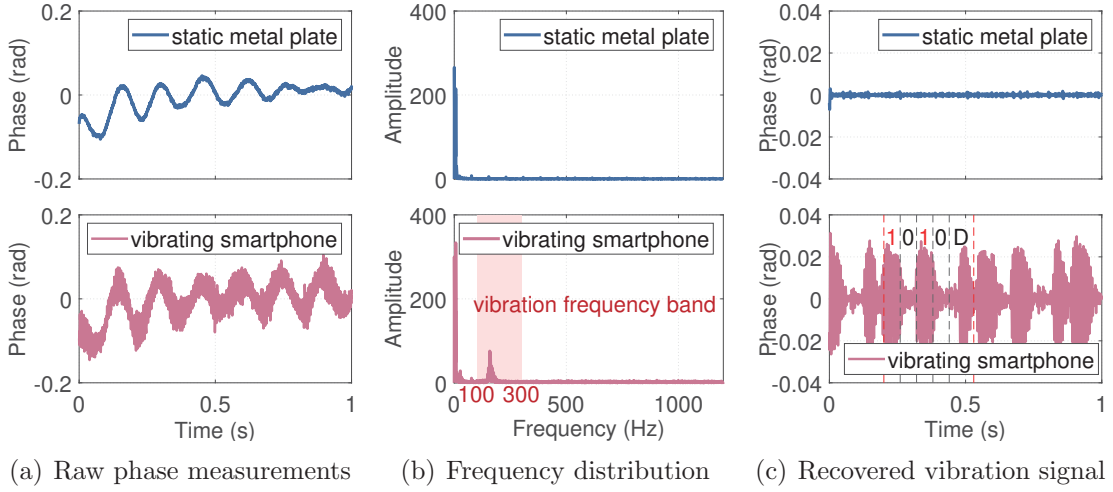 0.2
0
-0.2
Phase (rad)
static metal plate
0.2
0
-0.2
Phase (rad)
vibrating smartphone
0 0.5 1
Time (s)
(a) Raw phase measurements
400
200
0
Amplitude
static metal plate
400
200
0
Amplitude
vibrating smartphone
vibration frequency band
100 300
0 500 1000
Frequency (Hz)
(b) Frequency distribution
0.04
0.02
0
-0.02
-0.04
Phase (rad)
static metal plate
0.04
0.02
0
-0.02
-0.04
Phase (rad)
1 0 1 0 D
vibrating smartphone
0 0.5 1
Time (s)
(c) Recovered vibration signal